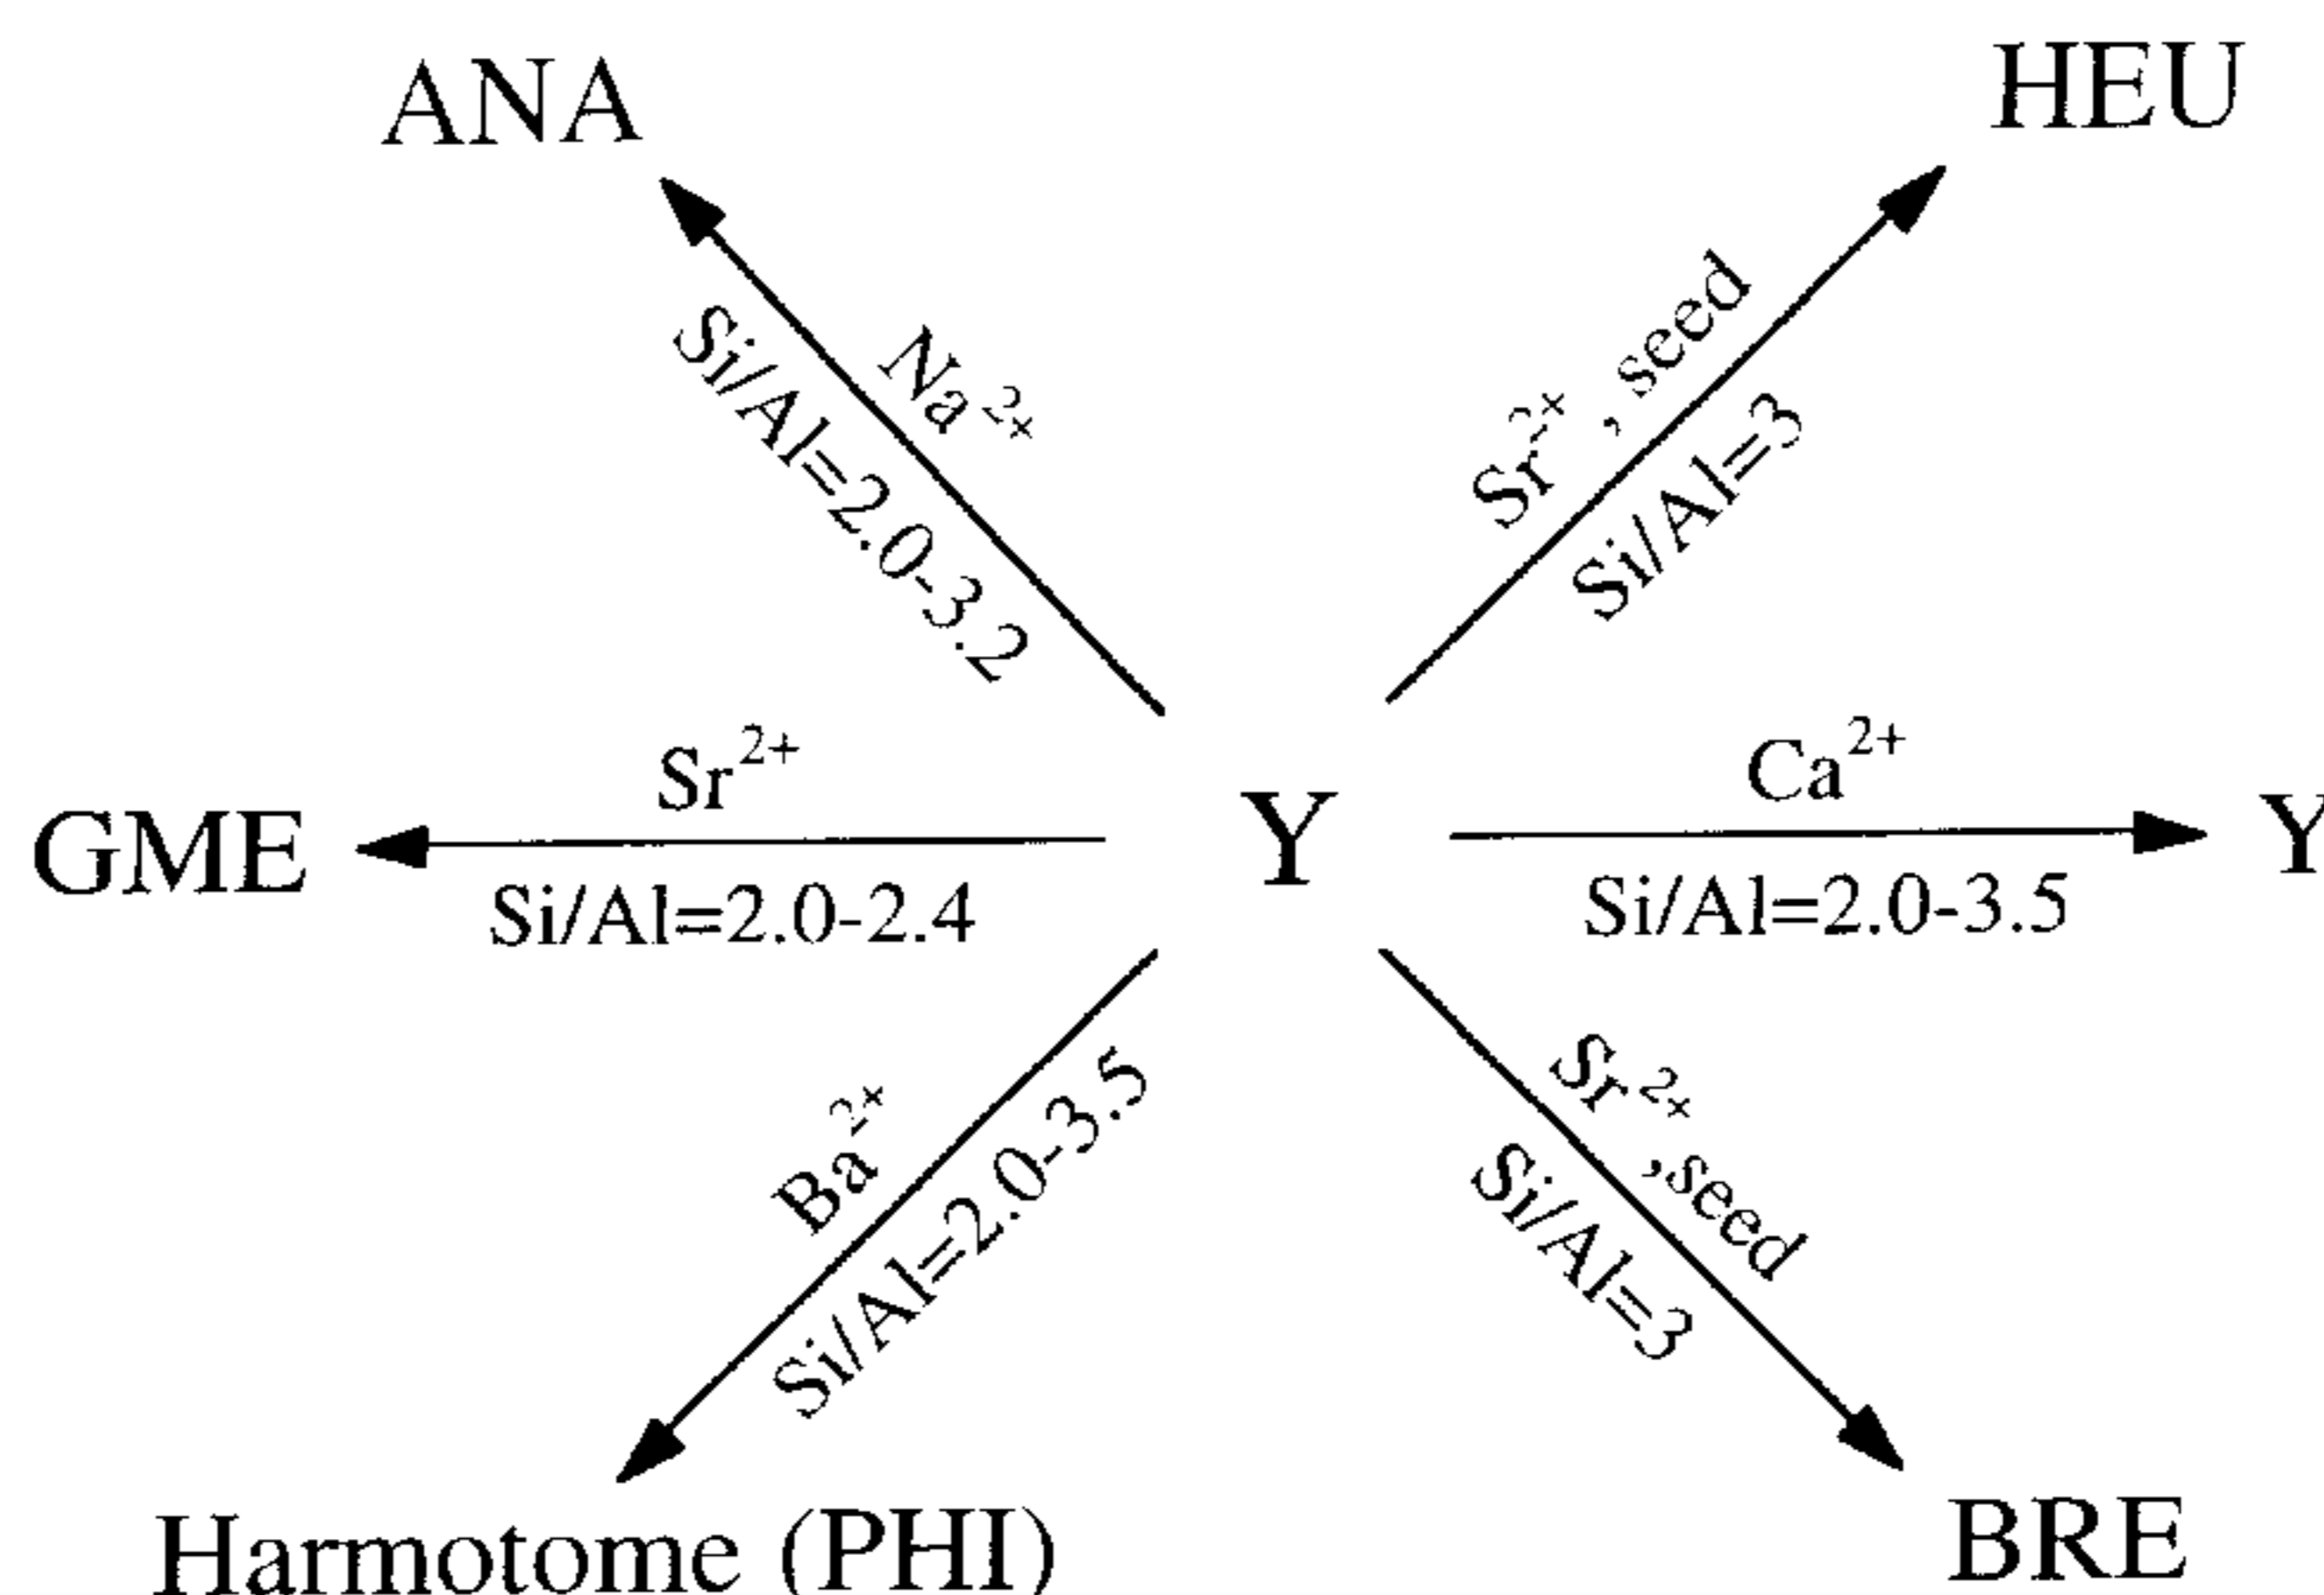 ANA
HEU
Na²⁺
Si/Al=2.0-3.2
Sr²⁺, seed
Si/Al=3
GME
Sr²⁺
Si/Al=2.0-2.4
Y
Ca²⁺
Si/Al=2.0-3.5
Y
Ba²⁺
Si/Al=2.0-3.5
Sr²⁺,seed
Si/Al=3
Harmotome (PHI)
BRE